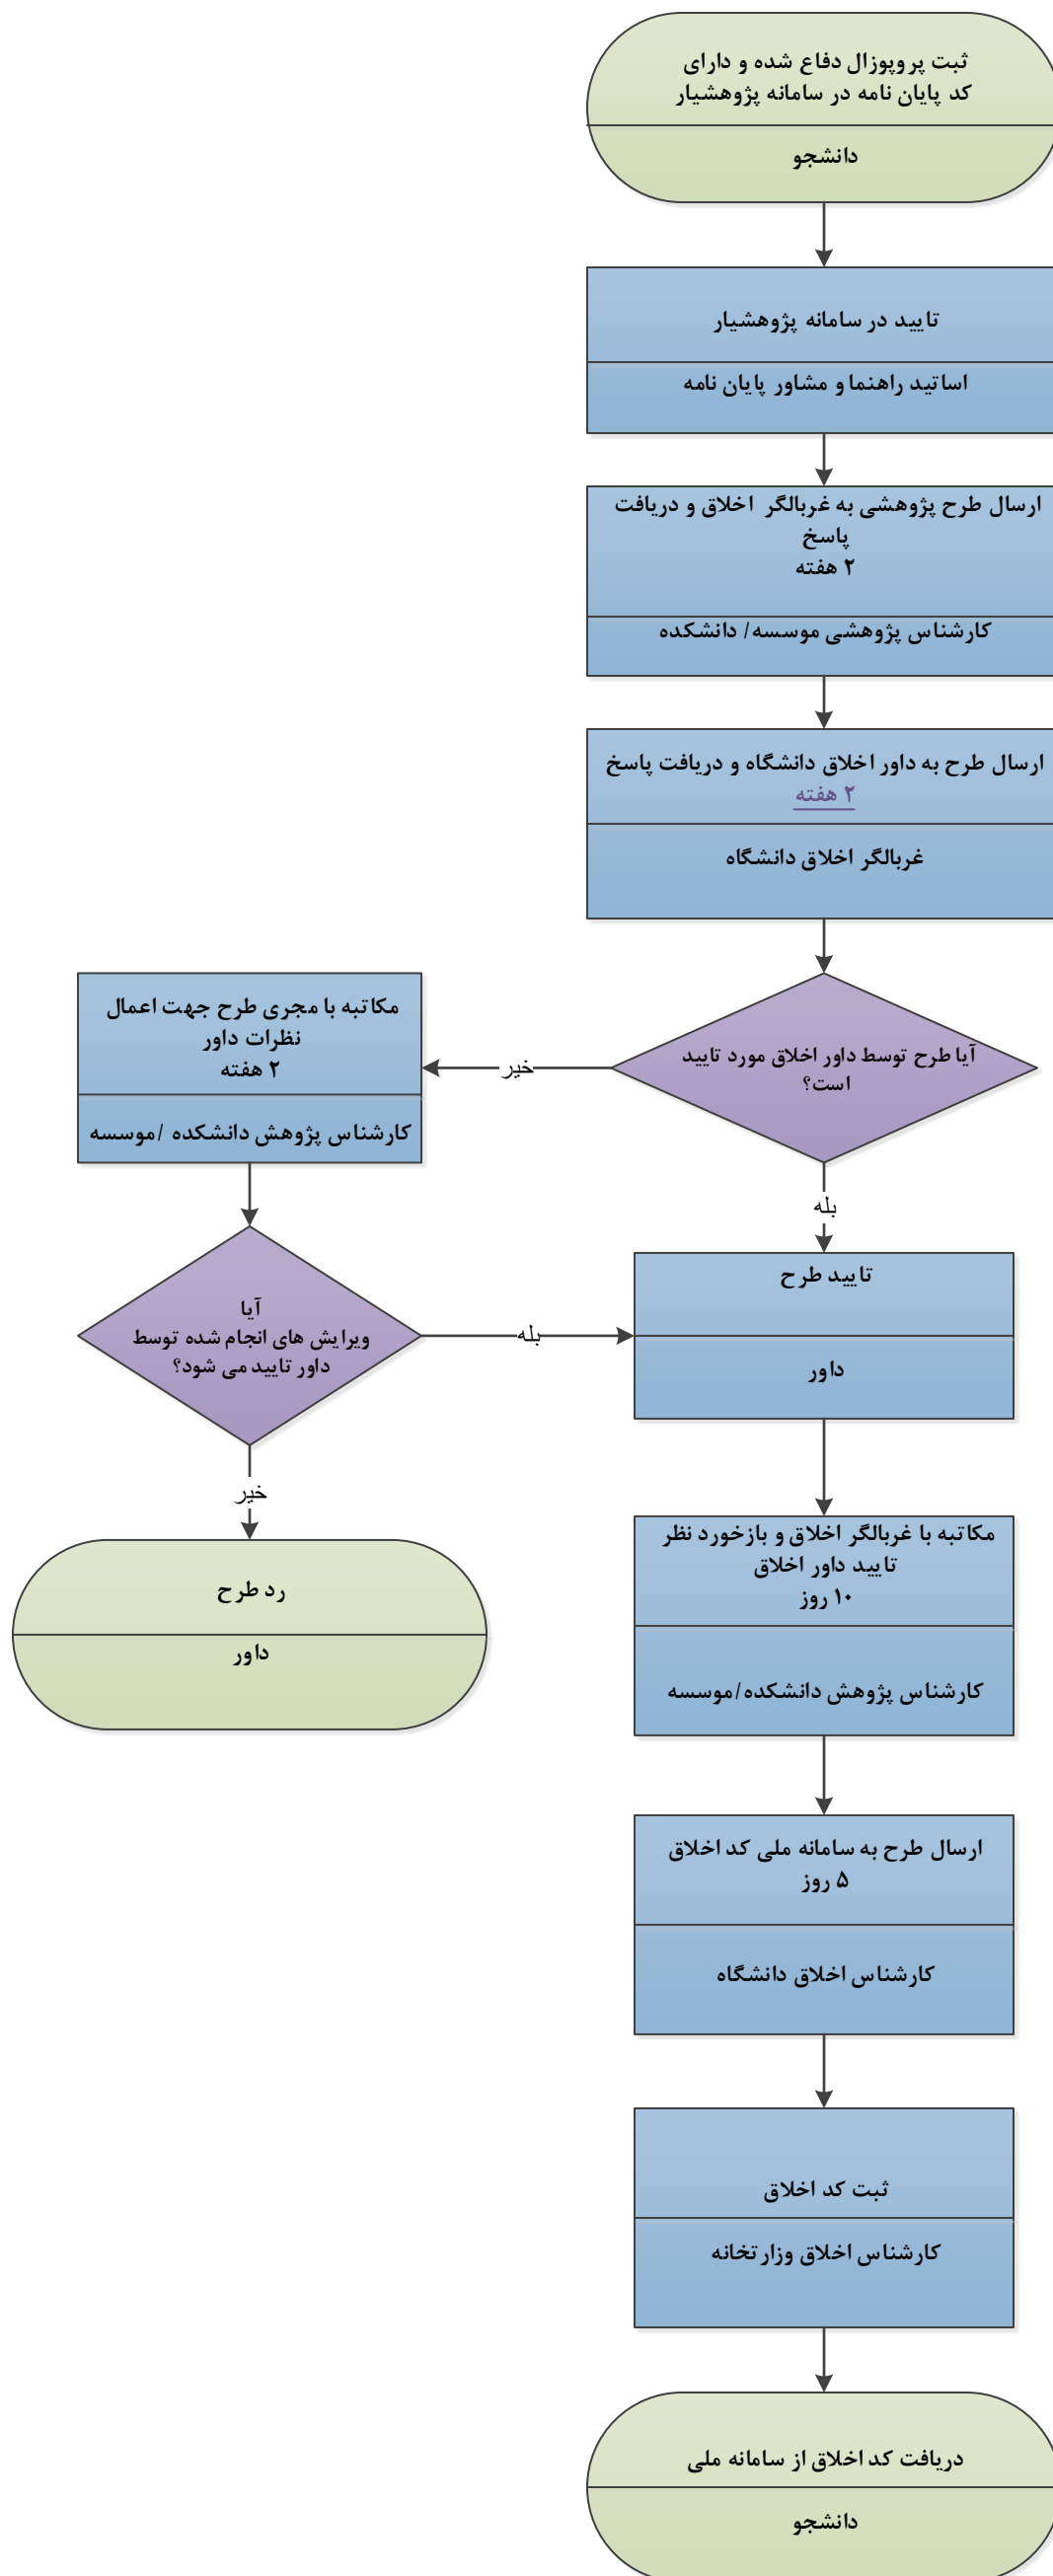 ثبت پروپوزال دفاع شده و دارای
کد پایان نامه در سامانه پژوهشیار
دانشجو
تایید در سامانه پژوهشیار
اساتید راهنما و مشاور پایان نامه
ارسال طرح پژوهشی به غربالگر اخلاق و دریافت
پاسخ
۲ هفته
کارشناس پژوهشی موسسه/ دانشکده
ارسال طرح به داور اخلاق دانشگاه و دریافت پاسخ
۲ هفته
غربالگر اخلاق دانشگاه
آیا طرح توسط داور اخلاق مورد تایید
است؟
خیر
مکاتبه با مجری طرح جهت اعمال
نظرات داور
۲ هفته
کارشناس پژوهش دانشکده /موسسه
بله
تایید طرح
داور
آیا
ویرایش های انجام شده توسط
داور تایید می شود؟
بله
خیر
رد طرح
داور
مکاتبه با غربالگر اخلاق و بازخورد نظر
تایید داور اخلاق
۱۰ روز
کارشناس پژوهش دانشکده/موسسه
ارسال طرح به سامانه ملی کد اخلاق
۵ روز
کارشناس اخلاق دانشگاه
ثبت کد اخلاق
کارشناس اخلاق وزارتخانه
دریافت کد اخلاق از سامانه ملی
دانشجو